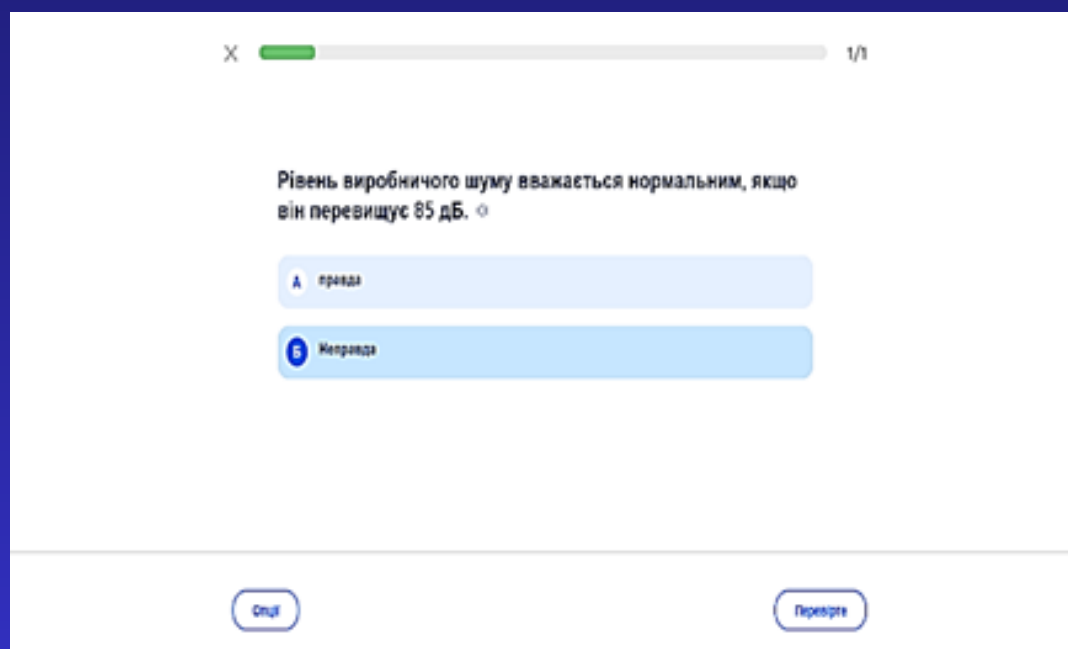 X 1/1
Рівень виробничого шуму вважається нормальним, якщо
він перевищує 85 дБ.
А правда
Б Неправда
Опції Перевірте